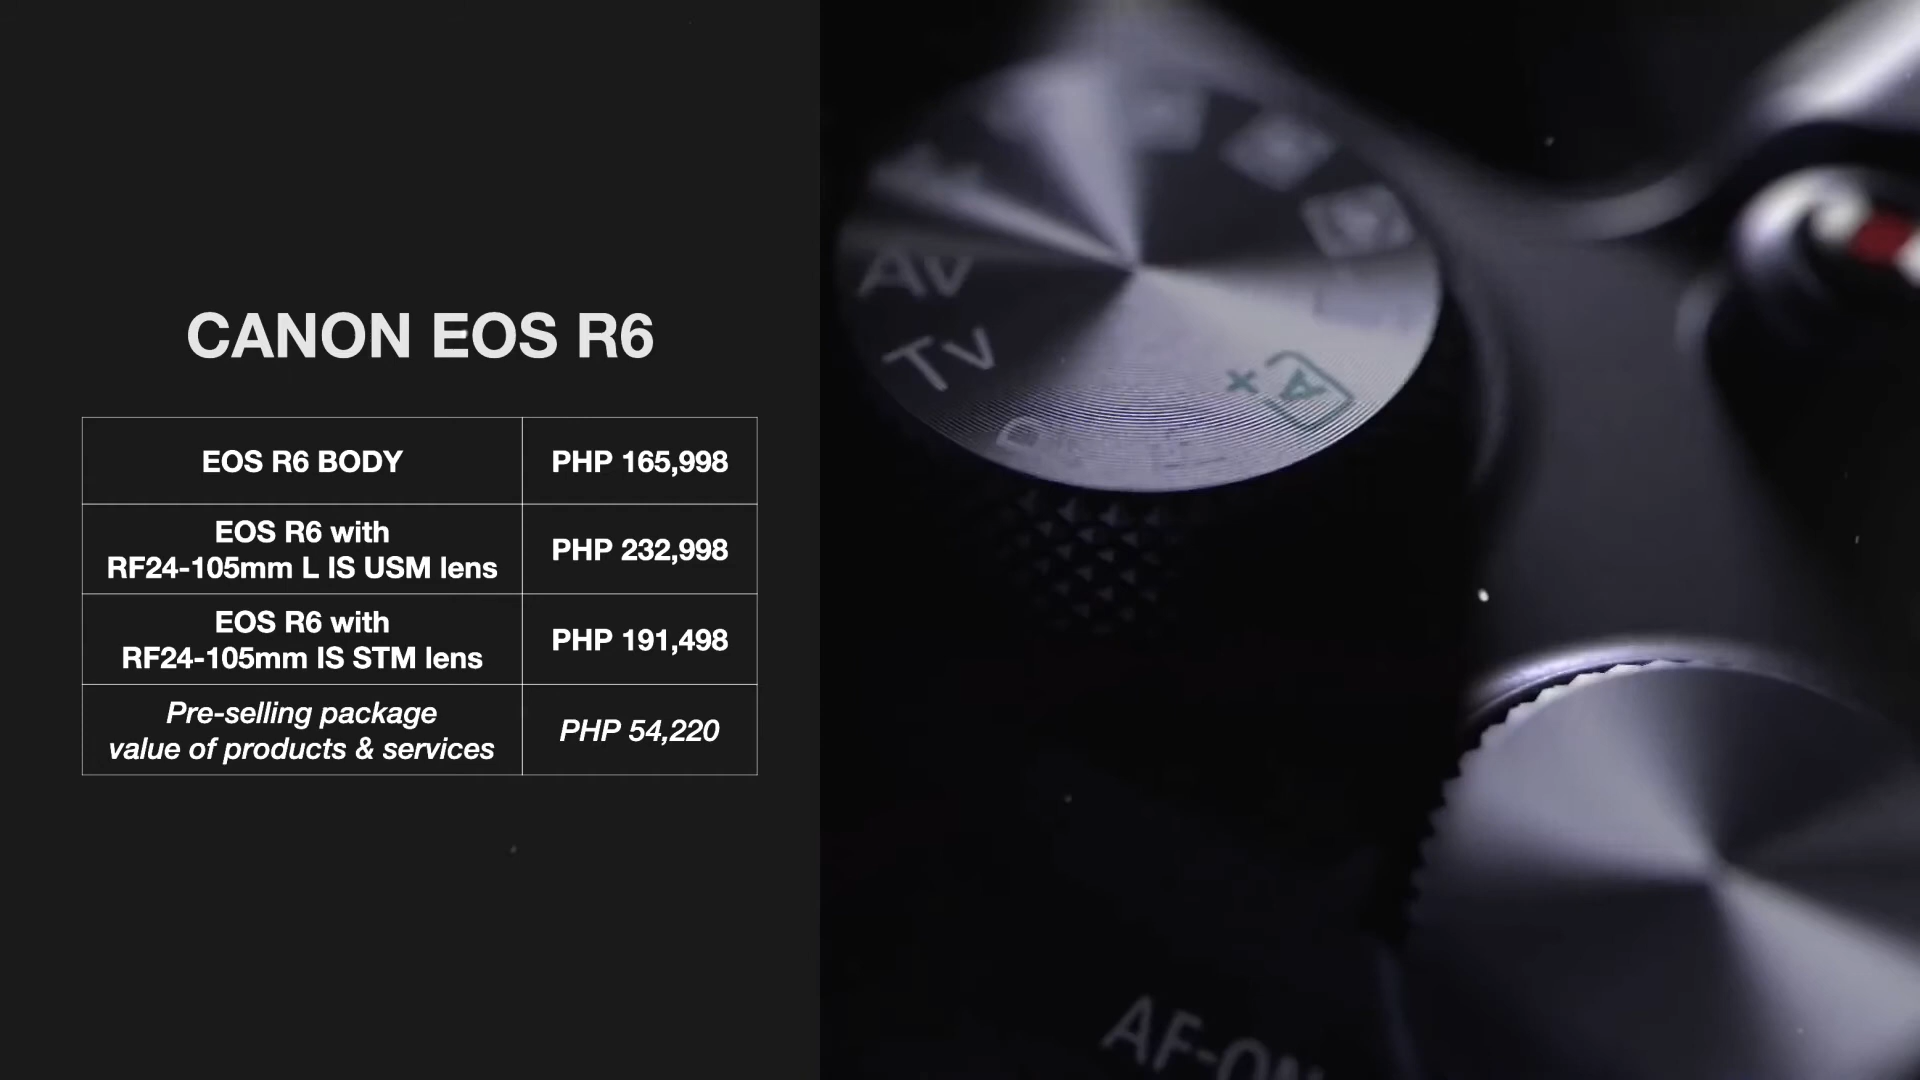 CANON EOS R6
EOS R6 BODY
PHP 165,998
EOS R6 with
RF24-105mm L IS USM lens
PHP 232,998
EOS R6 with
RF24-105mm IS STM lens
PHP 191,498
Pre-selling package
value of products & services
PHP 54,220
Av
Tv
A+
AF-ON